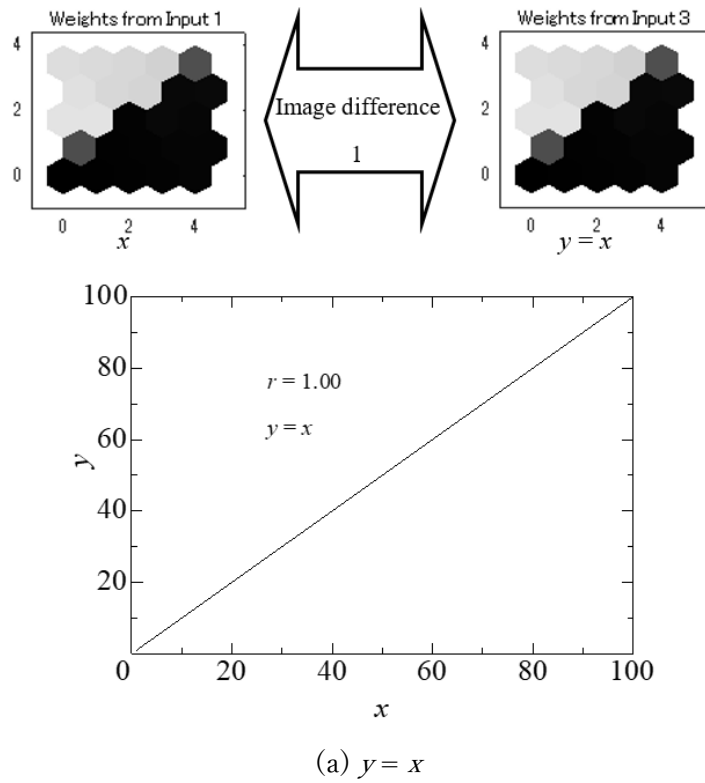 Weights from Input 1
4
2
0
0 2 4
x
Image difference
1
Weights from Input 3
4
2
0
0 2 4
y = x
100
80
60
40
20
y
r = 1.00
y = x
0 20 40 60 80 100
x
(a) y = x